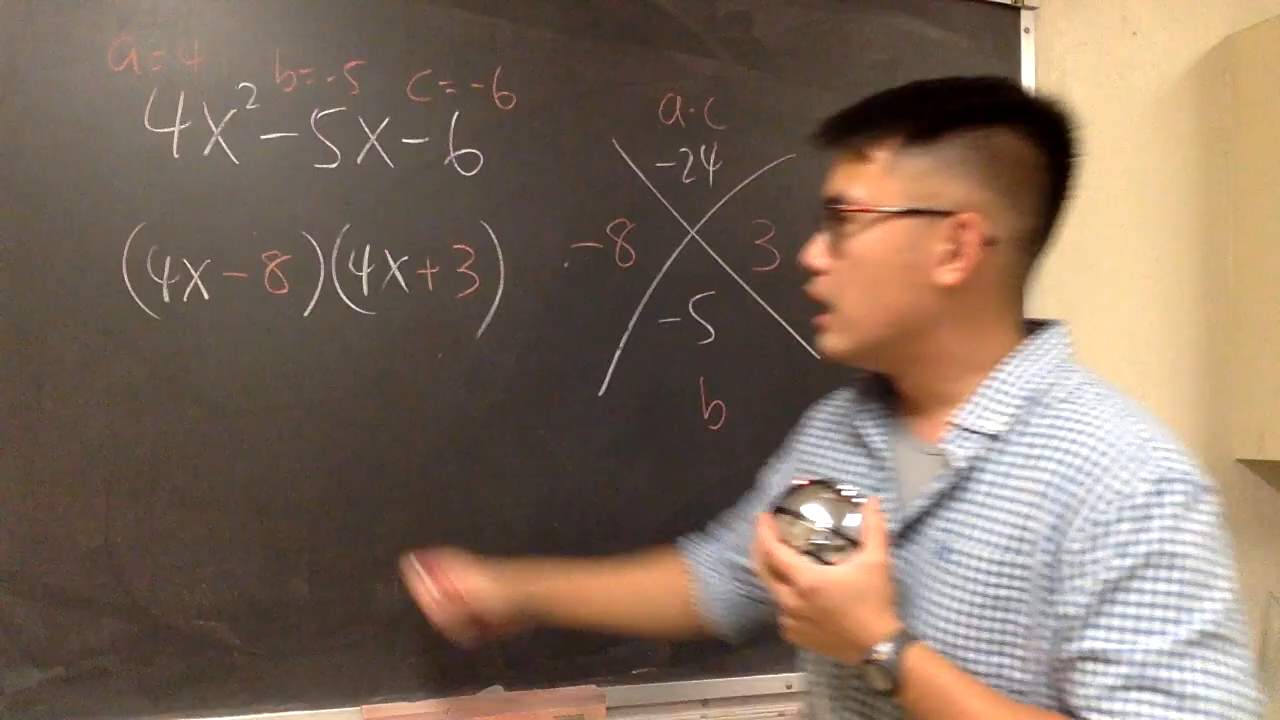 a=4 b=-5 c=-6
4x²-5x-6
(4x-8)(4x+3)
a·c
-24
-8 3
-5
b